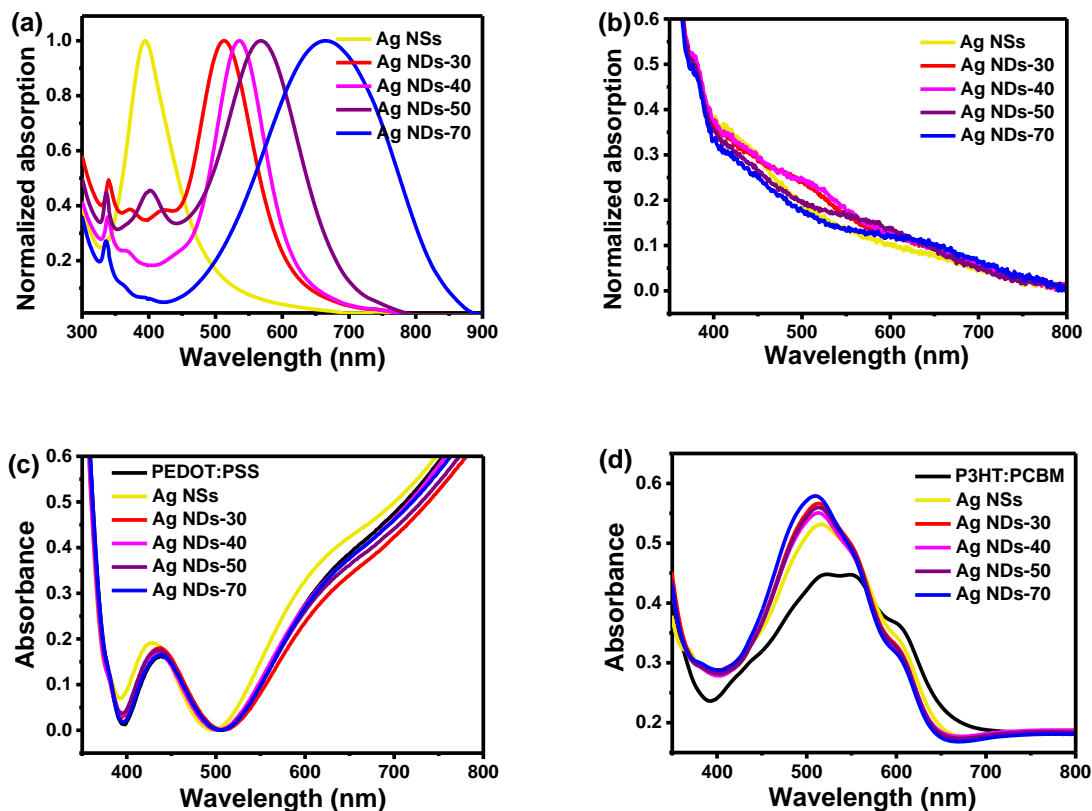 (a)
Ag NSs
Ag NDs-30
Ag NDs-40
Ag NDs-50
Ag NDs-70
Normalized absorption
1.0
0.8
0.6
0.4
0.2
300 400 500 600 700 800 900
Wavelength (nm)
(b)
Ag NSs
Ag NDs-30
Ag NDs-40
Ag NDs-50
Ag NDs-70
Normalized absorption
0.6
0.5
0.4
0.3
0.2
0.1
0.0
400 500 600 700 800
Wavelength (nm)
(c)
PEDOT:PSS
Ag NSs
Ag NDs-30
Ag NDs-40
Ag NDs-50
Ag NDs-70
Absorbance
0.6
0.5
0.4
0.3
0.2
0.1
0.0
400 500 600 700 800
Wavelength (nm)
(d)
P3HT:PCBM
Ag NSs
Ag NDs-30
Ag NDs-40
Ag NDs-50
Ag NDs-70
Absorbance
0.6
0.5
0.4
0.3
0.2
400 500 600 700 800
Wavelength (nm)